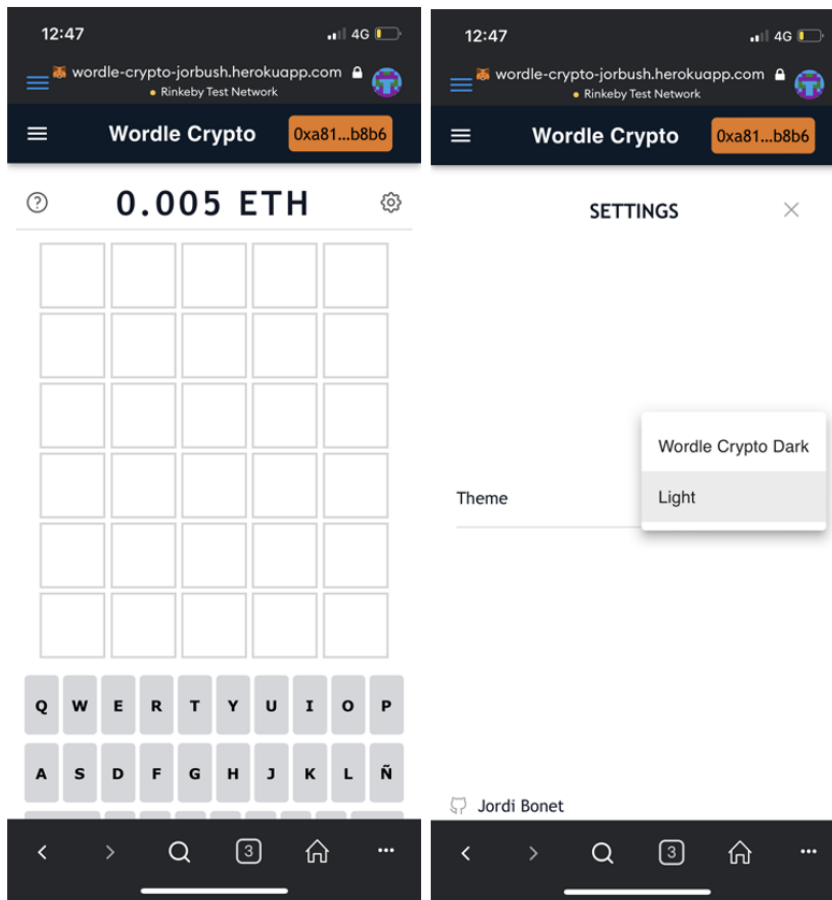 12:47 4G
wordle-crypto-jorbush.herokuapp.com
Rinkeby Test Network
Wordle Crypto 0xa81...b8b6
? 0.005 ETH
Q W E R T Y U I O P
A S D F G H J K L Ñ
3
12:47 4G
wordle-crypto-jorbush.herokuapp.com
Rinkeby Test Network
Wordle Crypto 0xa81...b8b6
SETTINGS
Wordle Crypto Dark
Theme Light
Jordi Bonet
3